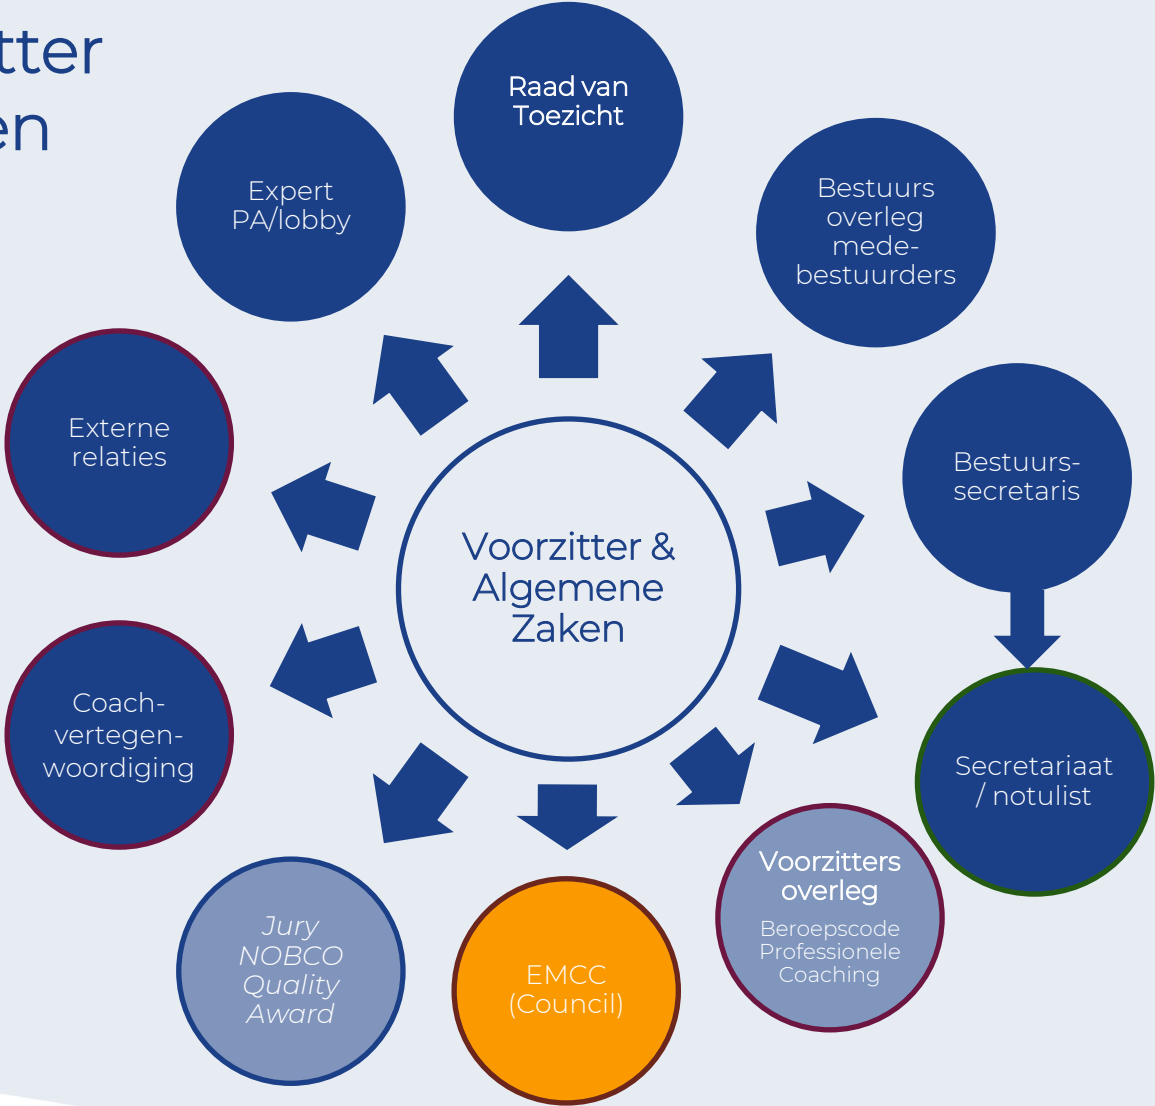 tter
en
Raad van
Toezicht
Expert
PA/lobby
Bestuurs
overleg
mede-
bestuurders
Externe
relaties
Bestuurs-
secretaris
Voorzitter &
Algemene
Zaken
Coach-
vertegen-
woordiging
Secretariaat
/ notulist
Voorzitters
overleg
Beroepscode
Professionele
Coaching
Jury
NOBCO
Quality
Award
EMCC
(Council)